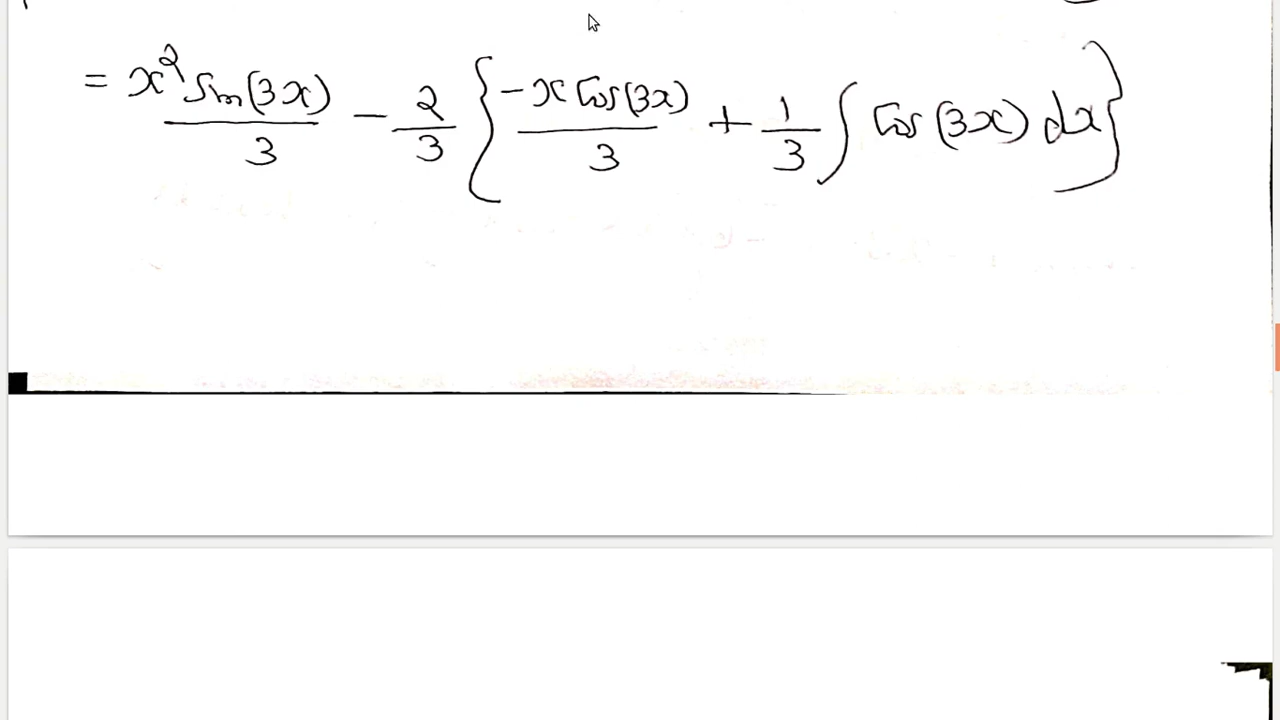 = x² Sin(3x)/3 - 2/3 { -x Cos(3x)/3 + 1/3 ∫ Cos(3x) dx }